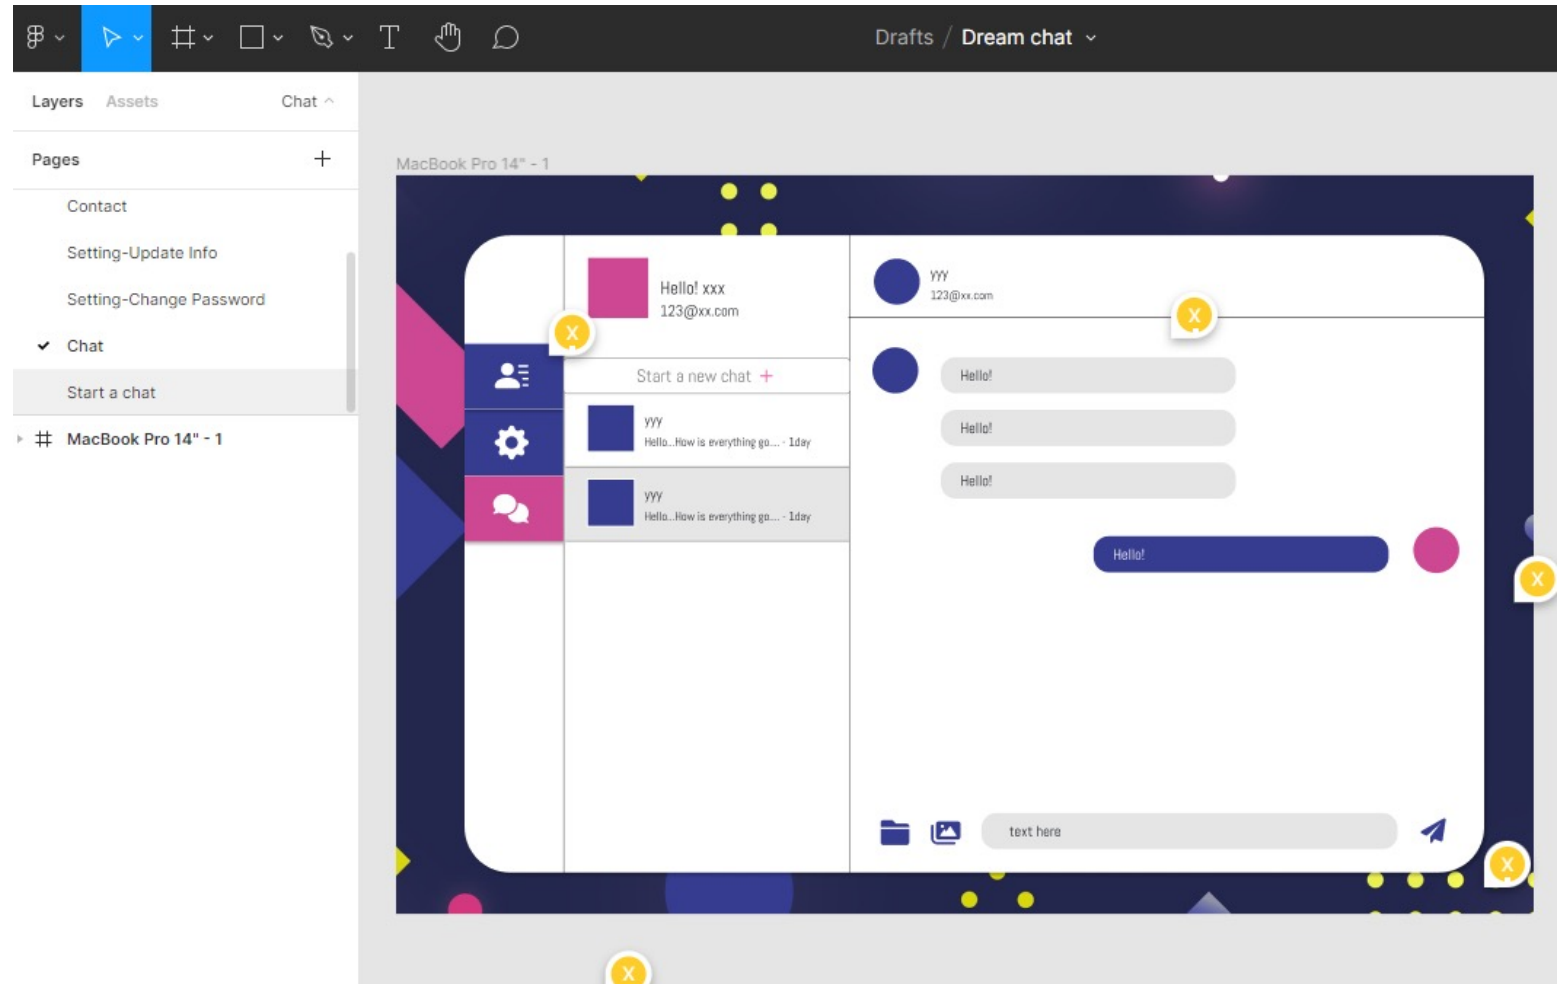 Drafts / Dream chat
Layers Assets Chat
Pages
Contact
Setting-Update Info
Setting-Change Password
Chat
Start a chat
MacBook Pro 14" - 1
MacBook Pro 14" - 1
Hello! xxx
123@xx.com
Start a new chat +
yyy
Hello...How is everything go.... · 1day
yyy
Hello...How is everything go.... · 1day
yyy
123@xx.com
Hello!
Hello!
Hello!
Hello!
text here
X
X
X
X
X